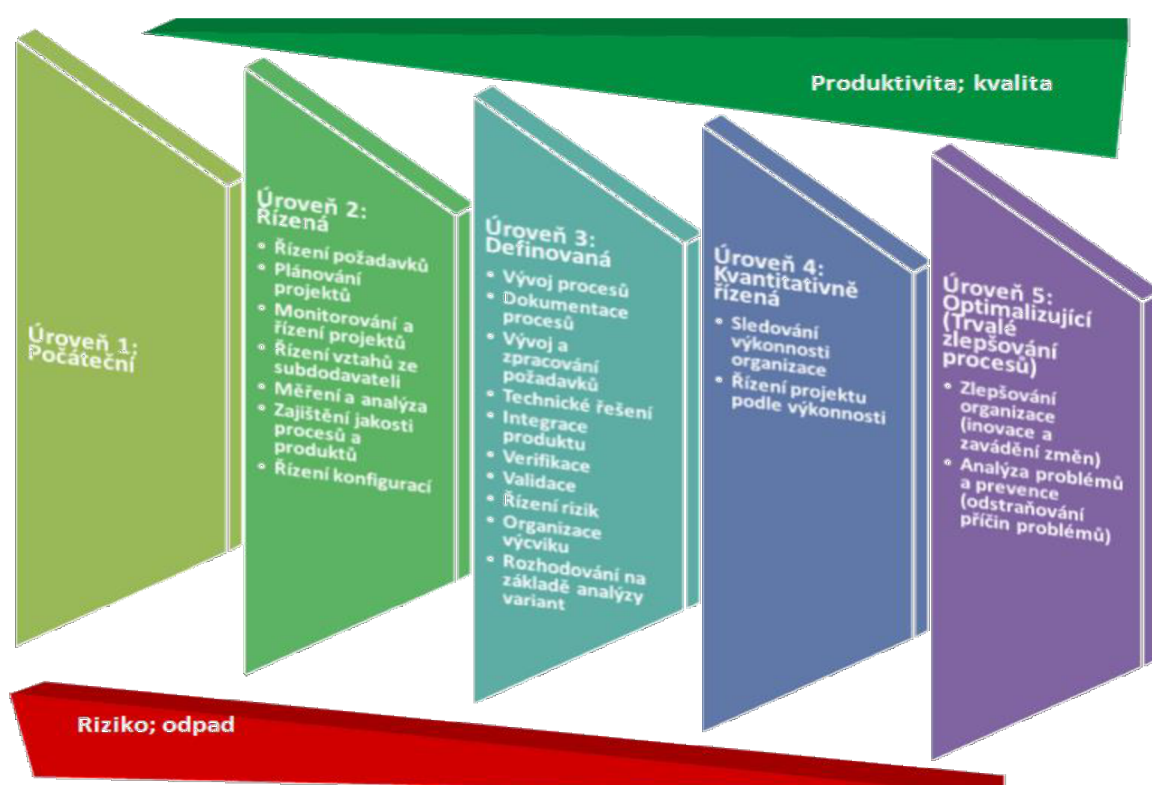 Produktivita; kvalita
Úroveň 1:
Počáteční
Úroveň 2:
Řízená
• Řízení požadavků
• Plánování
projektů
• Monitorování a
řízení projektů
• Řízení vztahů ze
subdodavateli
• Měření a analýza
• Zajištění jakosti
procesů a
produktů
• Řízení konfigurací
Úroveň 3:
Definovaná
• Vývoj procesů
• Dokumentace
procesů
• Vývoj a
zpracování
požadavků
• Technické řešení
• Integrace
produktu
• Verifikace
• Validace
• Řízení rizik
• Organizace
výcviku
• Rozhodování na
základě analýzy
variant
Úroveň 4:
Kvantitativně
řízená
• Sledování
výkonnosti
organizace
• Řízení projektu
podle výkonnosti
Úroveň 5:
Optimalizující
(Trvalé
zlepšování
procesů)
• Zlepšování
organizace
(inovace a
zavádění změn)
• Analýza problémů
a prevence
(odstraňování
příčin problémů)
Riziko; odpad